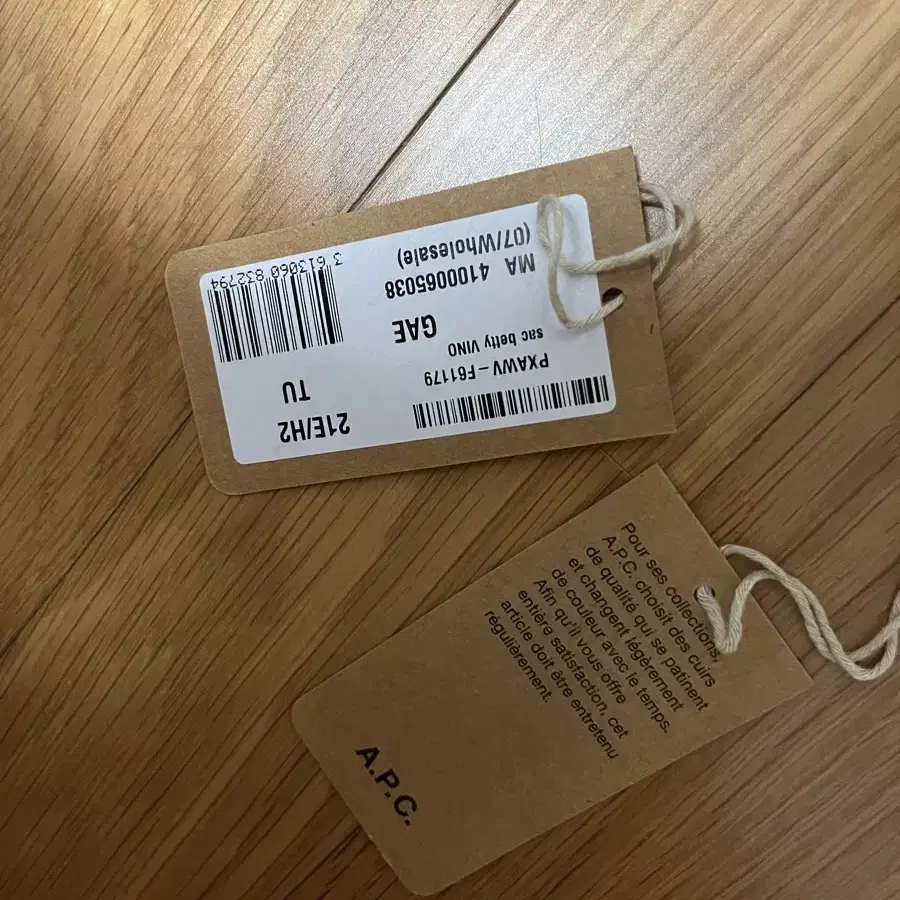 21E/H2
TU
3 613060 832794
PXAWV-F61179
sac betty VINO
GAE
MA 4100065038
(07/Wholesale)
Pour ses collections,
A.P.C. choisit des cuirs
de qualité qui se patinent
et changent légèrement
de couleur avec le temps.
Afin qu'il vous offre
entière satisfaction, cet
article doit être entretenu
régulièrement.
A.P.C.